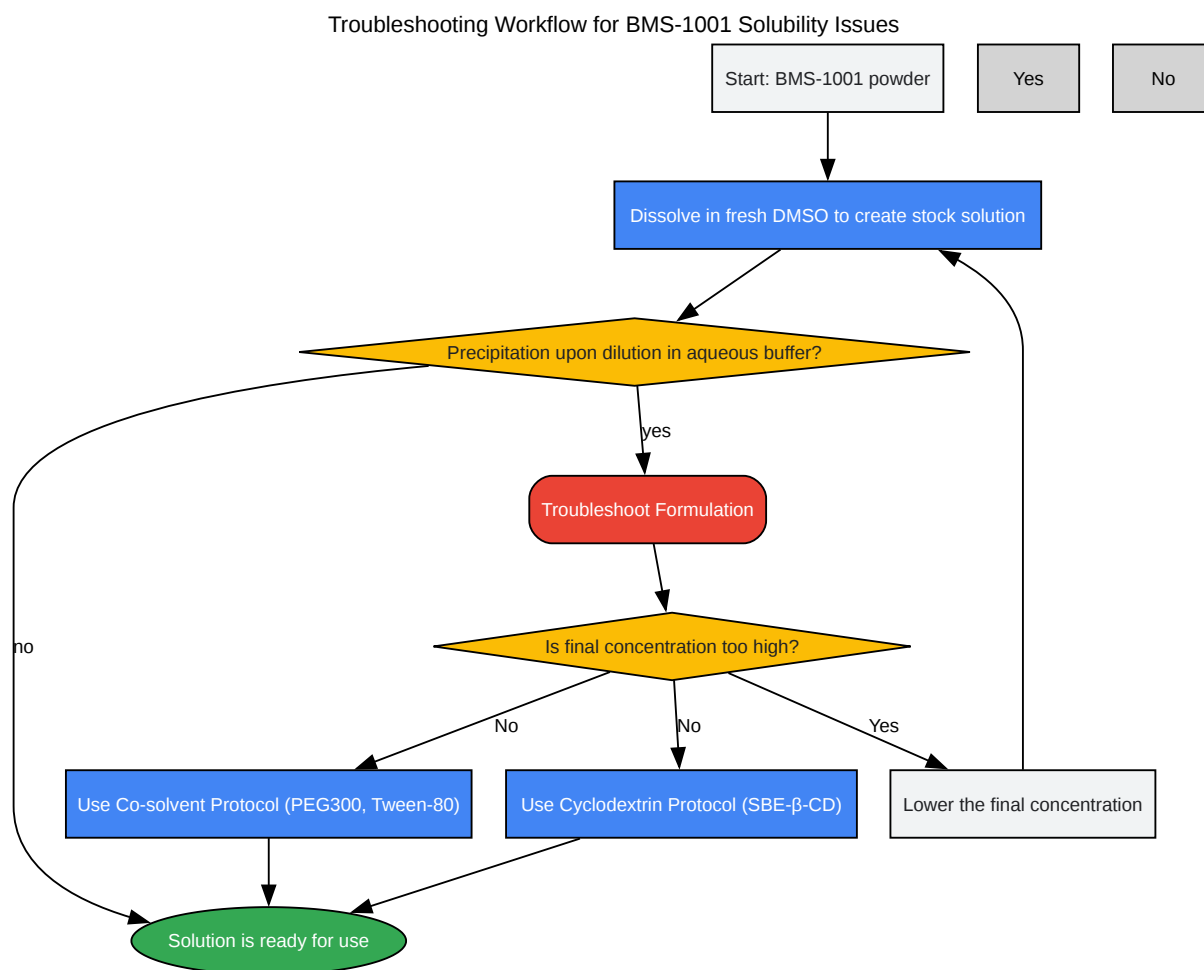 Troubleshooting Workflow for BMS-1001 Solubility Issues
Start: BMS-1001 powder
Yes
No
Dissolve in fresh DMSO to create stock solution
Precipitation upon dilution in aqueous buffer?
yes
Troubleshoot Formulation
no
Is final concentration too high?
No
No
Yes
Use Co-solvent Protocol (PEG300, Tween-80)
Use Cyclodextrin Protocol (SBE-β-CD)
Lower the final concentration
Solution is ready for use